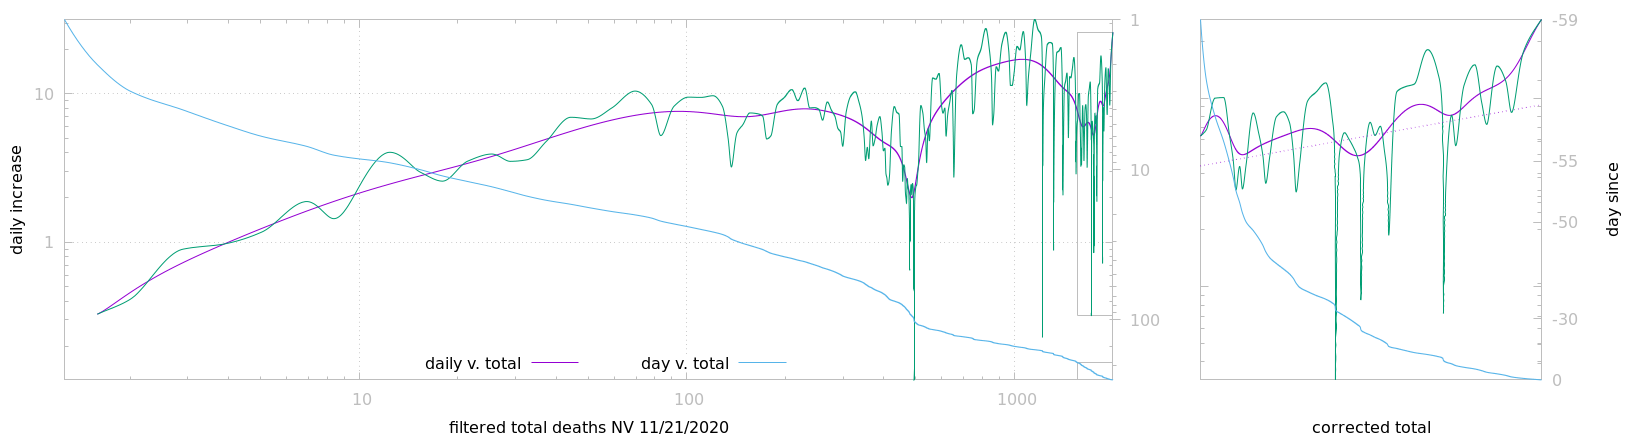 1
-59
10
daily increase
10
-55
day since
1
-50
100
-30
daily v. total
day v. total
0
10
100
1000
filtered total deaths NV 11/21/2020
corrected total